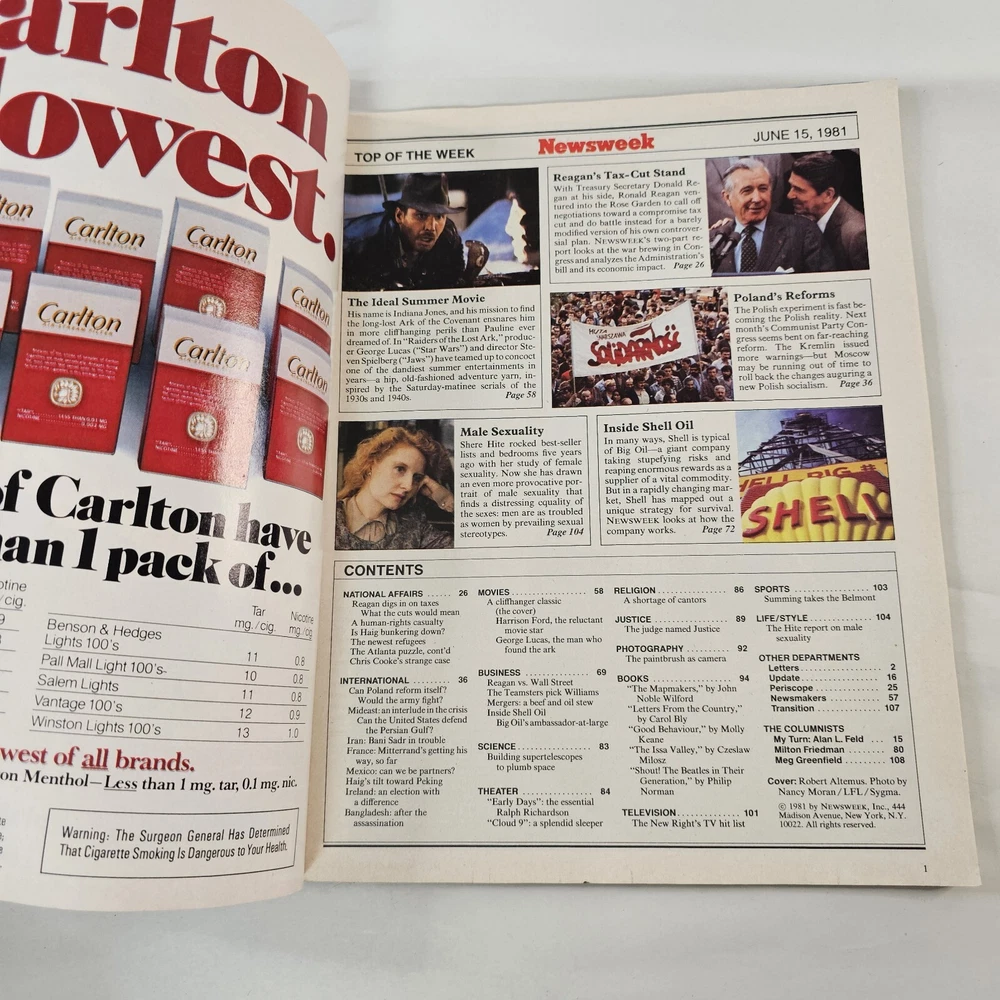 arlton
owest.
Carlton
Carlton
Carlton
Carlton
Carlton
Carlton
of Carlton have
an 1 pack of...
Tar
mg./cig.
Nicotine
mg./cig
Benson & Hedges
Lights 100's 11 0.8
Pall Mall Light 100's 10 0.8
Salem Lights 11 0.8
Vantage 100's 12 0.9
Winston Lights 100's 13 1.0
west of all brands.
on Menthol—Less than 1 mg. tar, 0.1 mg. nic.
Warning: The Surgeon General Has Determined
That Cigarette Smoking Is Dangerous to Your Health.
TOP OF THE WEEK Newsweek JUNE 15, 1981
The Ideal Summer Movie
His name is Indiana Jones, and his mission to find
the long-lost Ark of the Covenant ensnares him
in more cliffhanging perils than Pauline ever
dreamed of. In "Raiders of the Lost Ark," produc-
er George Lucas ("Star Wars") and director Ste-
ven Spielberg ("Jaws") have teamed up to concoct
one of the dandiest summer entertainments in
years—a hip, old-fashioned adventure yarn, in-
spired by the Saturday-matinee serials of the
1930s and 1940s. Page 58
Reagan's Tax-Cut Stand
With Treasury Secretary Donald Re-
gan at his side, Ronald Reagan ven-
tured into the Rose Garden to call off
negotiations toward a compromise tax
cut and do battle instead for a barely
modified version of his own controver-
sial plan. NEWSWEEK's two-part re-
port looks at the war brewing in Con-
gress and analyzes the Administration's
bill and its economic impact. Page 26
HUTA WARSZAWA
SOLIDARNOŚĆ
Poland's Reforms
The Polish experiment is fast be-
coming the Polish reality. Next
month's Communist Party Con-
gress seems bent on far-reaching
reform. The Kremlin issued
more warnings—but Moscow
may be running out of time to
roll back the changes auguring a
new Polish socialism. Page 36
Male Sexuality
Shere Hite rocked best-seller
lists and bedrooms five years
ago with her study of female
sexuality. Now she has drawn
an even more provocative por-
trait of male sexuality that
finds a distressing equality of
the sexes: men are as troubled
as women by prevailing sexual
stereotypes. Page 104
Inside Shell Oil
In many ways, Shell is typical
of Big Oil—a giant company
taking stupefying risks and
reaping enormous rewards as a
supplier of a vital commodity.
But in a rapidly changing mar-
ket, Shell has mapped out a
unique strategy for survival.
NEWSWEEK looks at how the
company works. Page 72
SHELL
CONTENTS
NATIONAL AFFAIRS ...... 26
Reagan digs in on taxes
What the cuts would mean
A human-rights casualty
Is Haig bunkering down?
The newest refugees
The Atlanta puzzle, cont'd
Chris Cooke's strange case
INTERNATIONAL ...... 36
Can Poland reform itself?
Would the army fight?
Mideast: an interlude in the crisis
Can the United States defend
the Persian Gulf?
Iran: Bani Sadr in trouble
France: Mitterrand's getting his
way, so far
Mexico: can we be partners?
Haig's tilt toward Peking
Ireland: an election with
a difference
Bangladesh: after the
assassination
MOVIES ...... 58
A cliffhanger classic
(the cover)
Harrison Ford, the reluctant
movie star
George Lucas, the man who
found the ark
BUSINESS ...... 69
Reagan vs. Wall Street
The Teamsters pick Williams
Mergers: a beef and oil stew
Inside Shell Oil
Big Oil's ambassador-at-large
SCIENCE ...... 83
Building supertelescopes
to plumb space
THEATER ...... 84
"Early Days": the essential
Ralph Richardson
"Cloud 9": a splendid sleeper
RELIGION ...... 86
A shortage of cantors
JUSTICE ...... 89
The judge named Justice
PHOTOGRAPHY ...... 92
The paintbrush as camera
BOOKS ...... 94
"The Mapmakers," by John
Noble Wilford
"Letters From the Country,"
by Carol Bly
"Good Behaviour," by Molly
Keane
"The Issa Valley," by Czeslaw
Milosz
"Shout! The Beatles in Their
Generation," by Philip
Norman
TELEVISION ...... 101
The New Right's TV hit list
SPORTS ...... 103
Summing takes the Belmont
LIFE/STYLE ...... 104
The Hite report on male
sexuality
OTHER DEPARTMENTS
Letters ...... 2
Update ...... 16
Periscope ...... 25
Newsmakers ...... 57
Transition ...... 107
THE COLUMNISTS
My Turn: Alan L. Feld ... 15
Milton Friedman ...... 80
Meg Greenfield ...... 108
Cover: Robert Altemus. Photo by
Nancy Moran/LFL/Sygma.
© 1981 by NEWSWEEK, Inc., 444
Madison Avenue, New York, N.Y.
10022. All rights reserved.
1